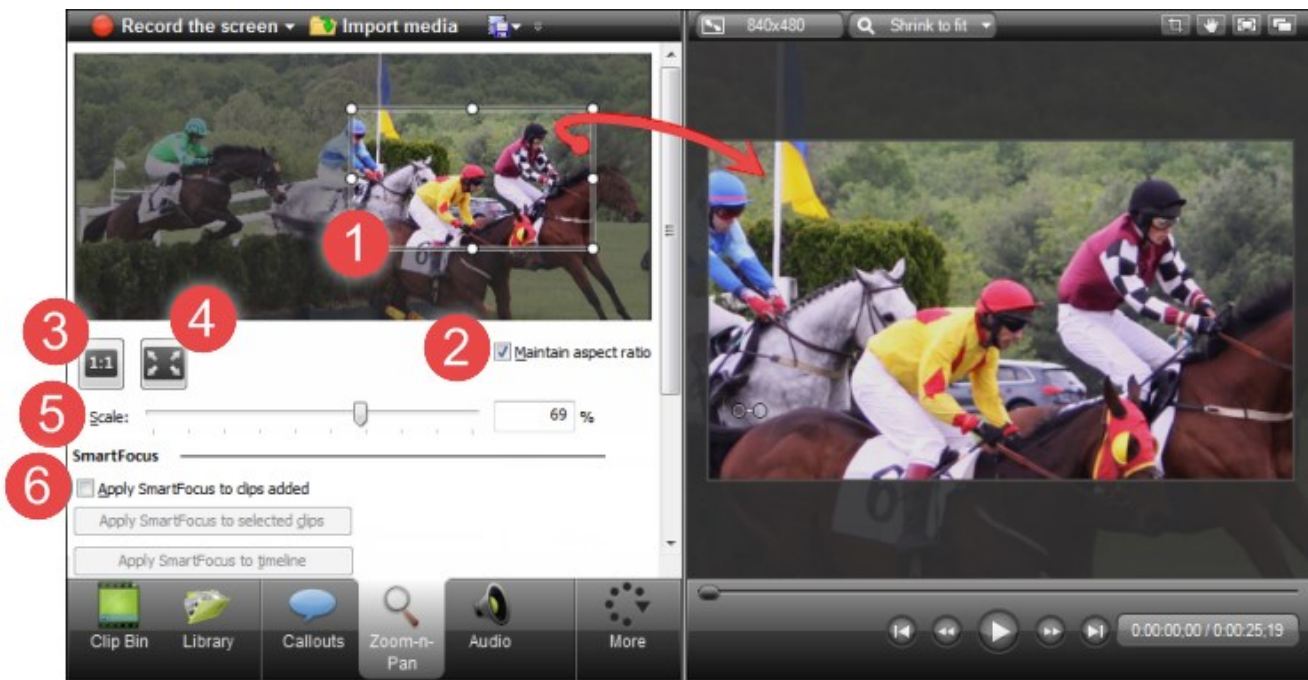 Record the screen
Import media
840x480
Shrink to fit
1
2
Maintain aspect ratio
3
1:1
4
5
Scale:
69 %
SmartFocus
6
Apply SmartFocus to clips added
Apply SmartFocus to selected clips
Apply SmartFocus to timeline
Clip Bin
Library
Callouts
Zoom-n-
Pan
Audio
More
0:00:00;00 / 0:00:25;19
6